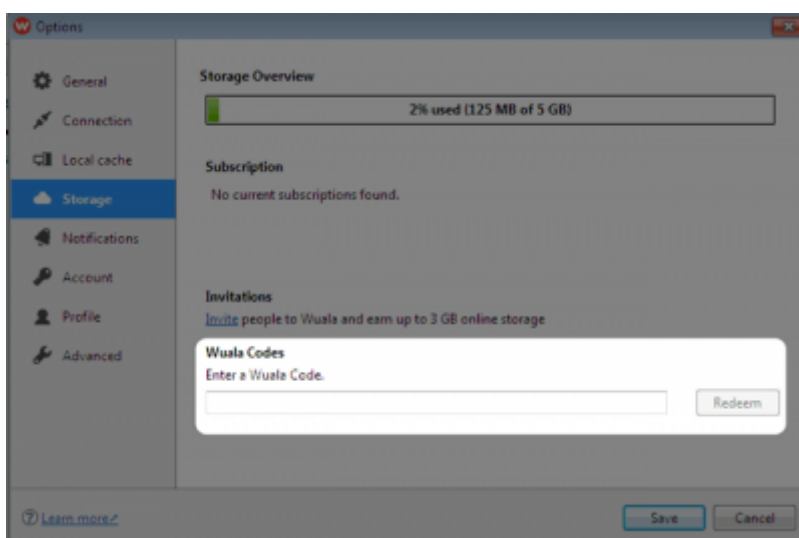 Options
General
Connection
Local cache
Storage
Notifications
Account
Profile
Advanced
Storage Overview
2% used (125 MB of 5 GB)
Subscription
No current subscriptions found.
Invitations
Invite people to Wuala and earn up to 3 GB online storage
Wuala Codes
Enter a Wuala Code.
Redeem
Learn more
Save
Cancel